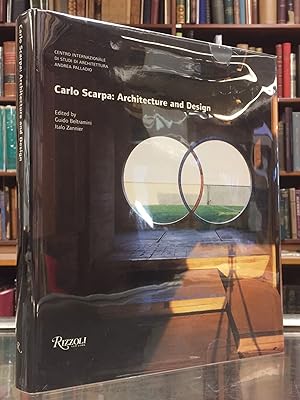 CENTRO INTERNAZIONALE
DI STUDI DI ARCHITETTURA
ANDREA PALLADIO
Carlo Scarpa: Architecture and Design
Edited by
Guido Beltramini
Italo Zannier
RIZZOLI
Carlo Scarpa: Architecture and Design
R